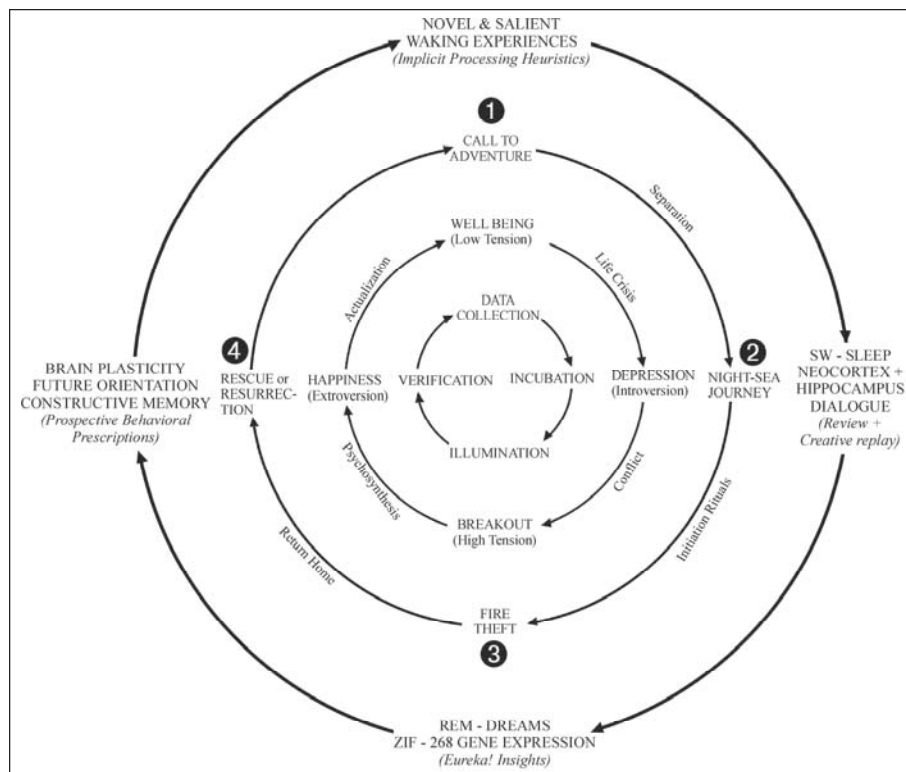 NOVEL & SALIENT
WAKING EXPERIENCES
(Implicit Processing Heuristics)
1
CALL TO
ADVENTURE
Separation
WELL BEING
(Low Tension)
Actualization
Life Crisis
DATA
COLLECTION
4
2
BRAIN PLASTICITY
FUTURE ORIENTATION
CONSTRUCTIVE MEMORY
(Prospective Behavioral
Prescriptions)
RESCUE or
RESURREC-
TION
HAPPINESS
(Extroversion)
VERIFICATION
INCUBATION
DEPRESSION
(Introversion)
NIGHT-SEA
JOURNEY
SW - SLEEP
NEOCORTEX +
HIPPOCAMPUS
DIALOGUE
(Review +
Creative replay)
ILLUMINATION
Psychosynthesis
Conflict
BREAKOUT
(High Tension)
Return Home
Initiation Rituals
FIRE
THEFT
3
REM - DREAMS
ZIF - 268 GENE EXPRESSION
(Eureka! Insights)